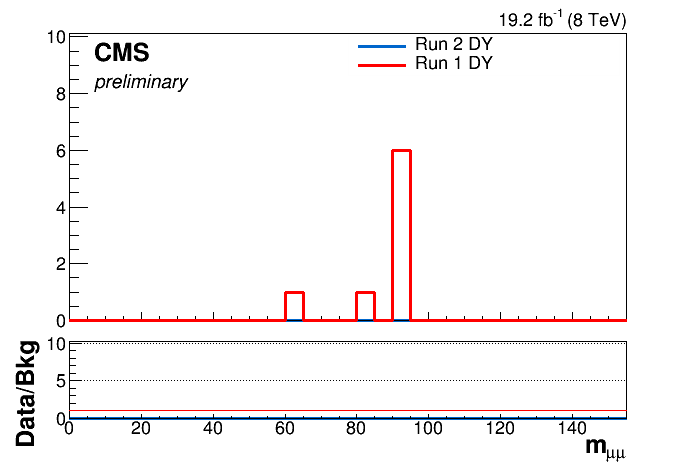 19.2 fb-1 (8 TeV)
CMS
preliminary
Run 2 DY
Run 1 DY
10
8
6
4
2
0
10
5
0
Data/Bkg
0 20 40 60 80 100 120 140
mμμ